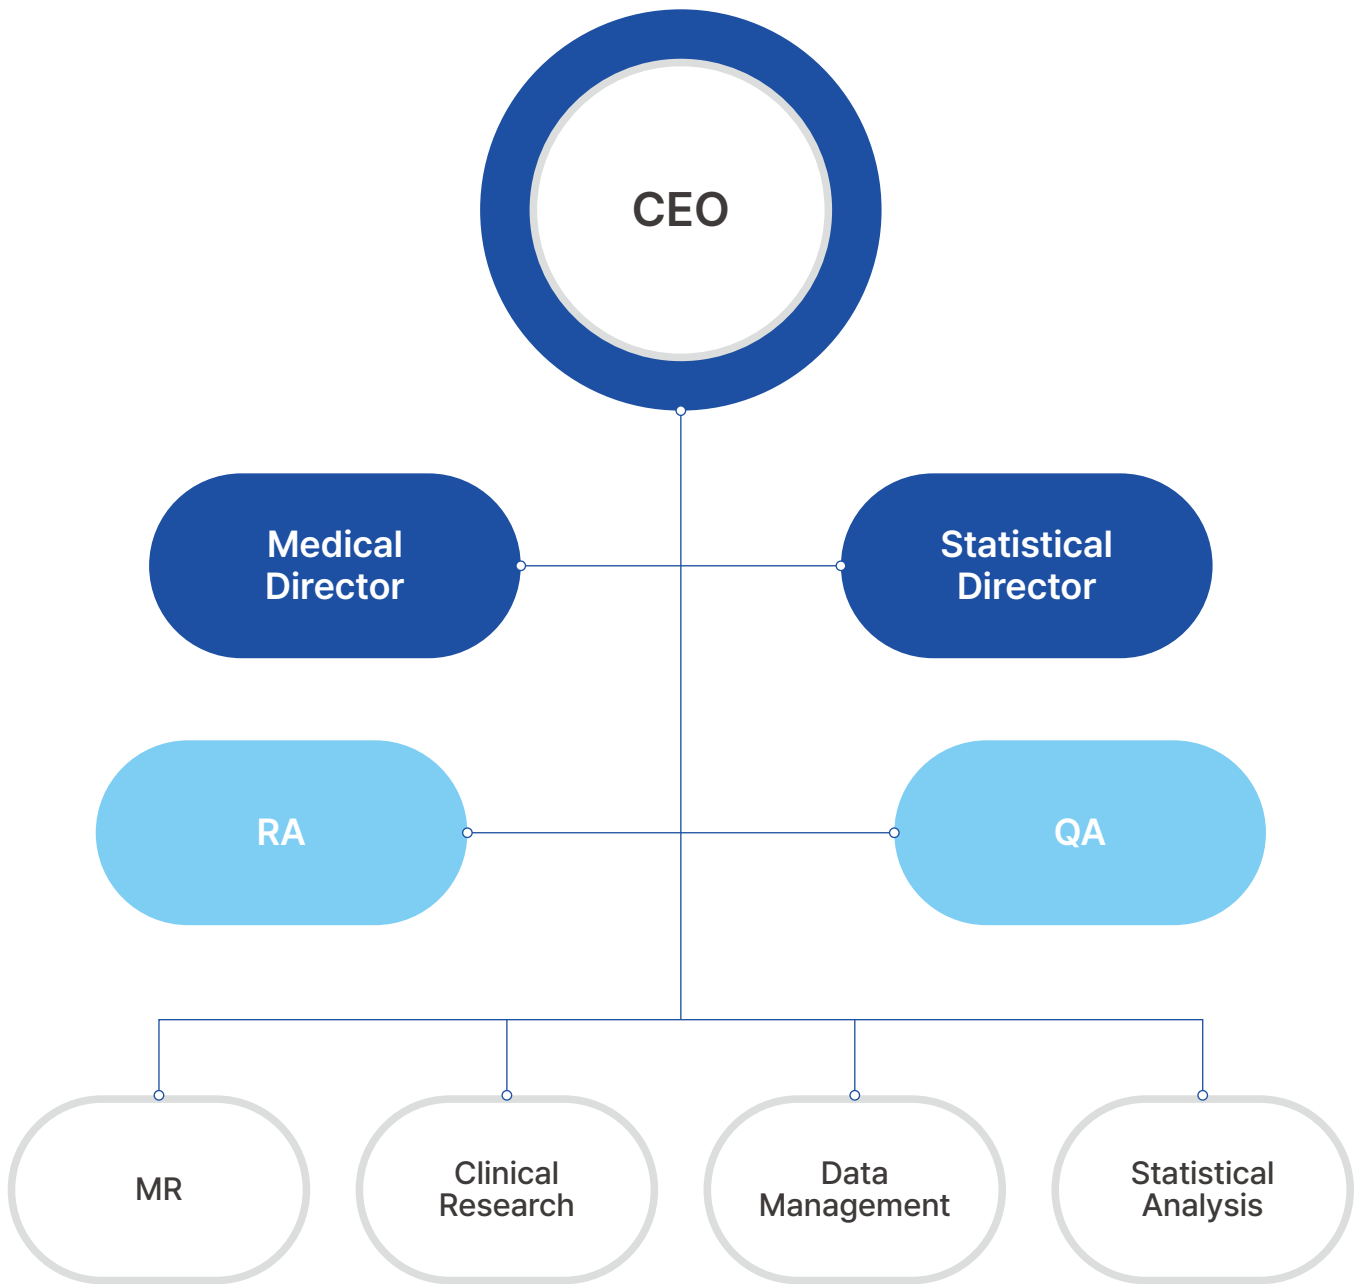 CEO
Medical
Director
Statistical
Director
RA
QA
MR
Clinical
Research
Data
Management
Statistical
Analysis